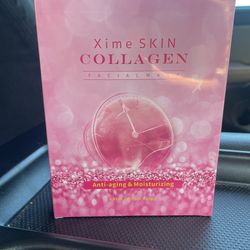 Xime SKIN
COLLAGEN
FACIAL MASK
Anti-aging & Moisturizing